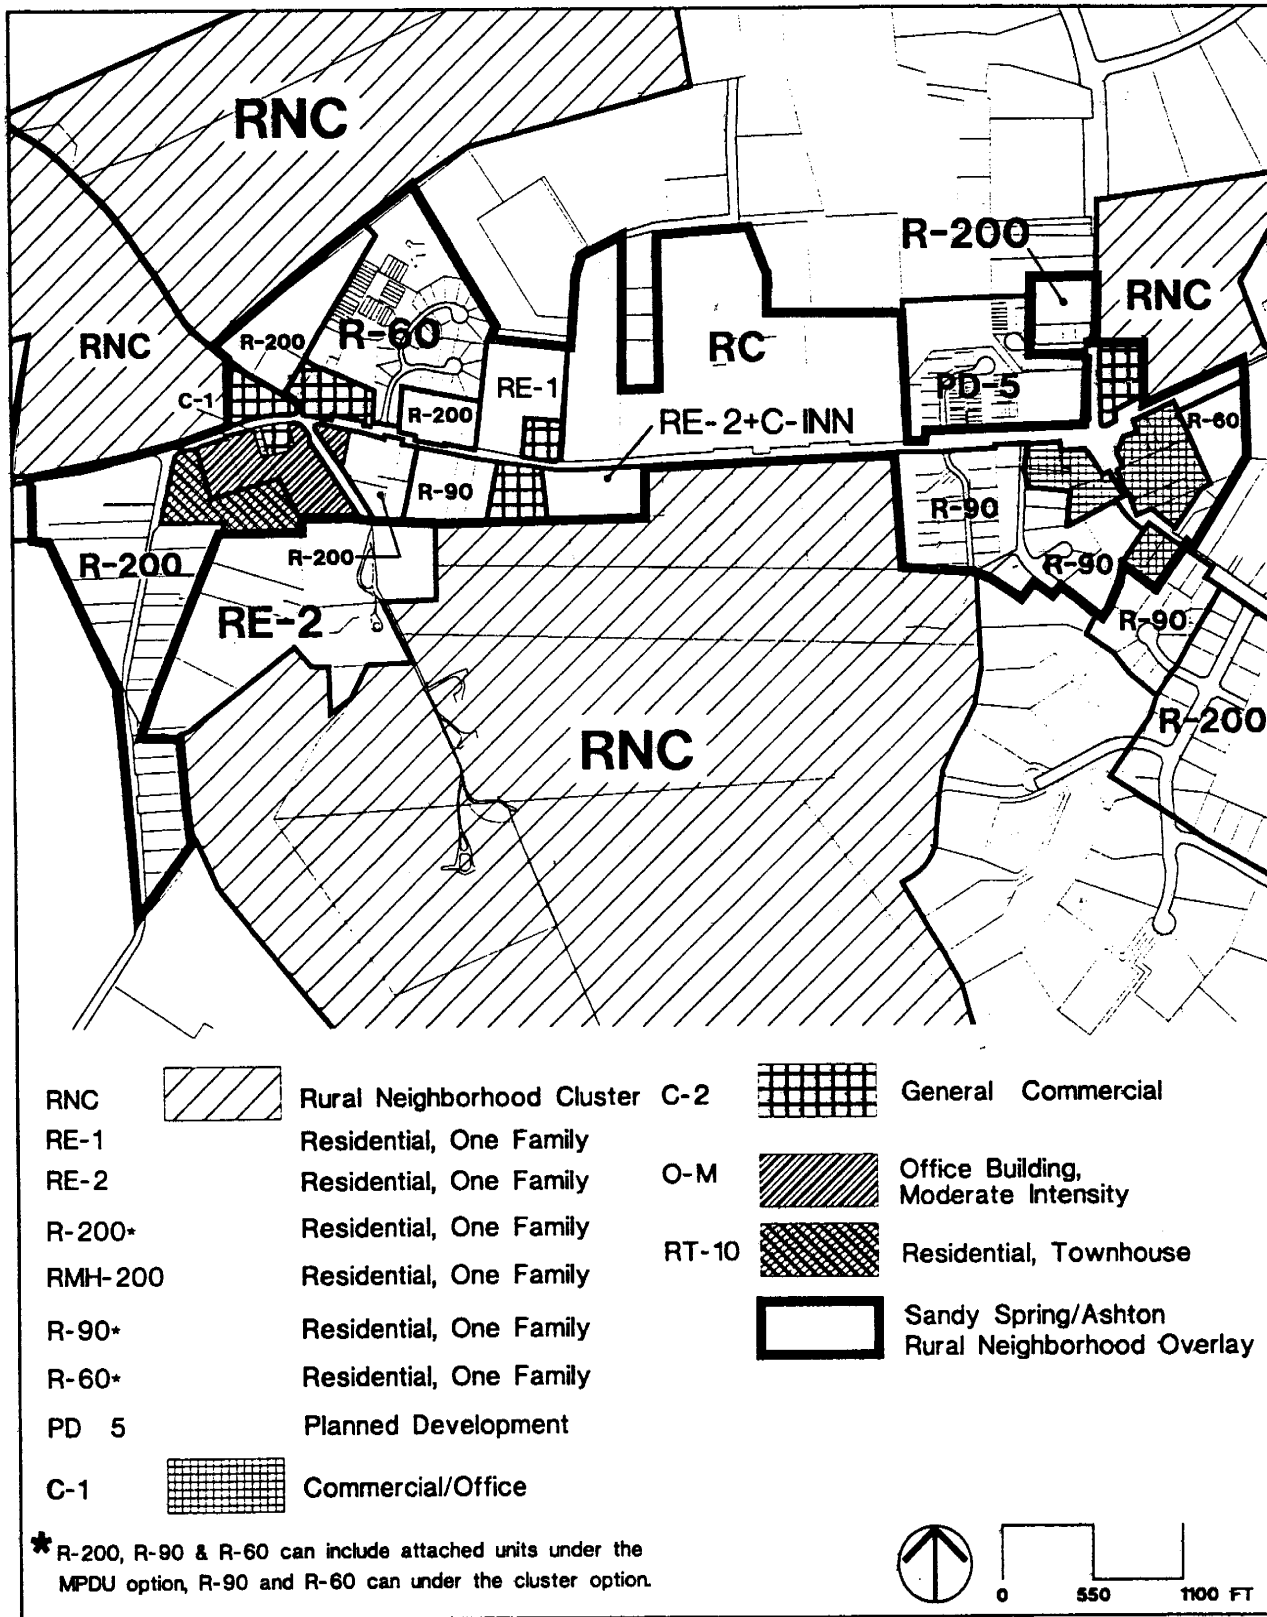 RNC
R-200
RNC
R-60
RC
RNC
R-200
RE-1
PD-5
C-1
R-200
RE-2+C-INN
R-60
R-90
R-90
R-200
R-200
R-90
RE-2
R-90
RNC
R-200
RNC Rural Neighborhood Cluster
RE-1 Residential, One Family
RE-2 Residential, One Family
R-200* Residential, One Family
RMH-200 Residential, One Family
R-90* Residential, One Family
R-60* Residential, One Family
PD 5 Planned Development
C-1 Commercial/Office
C-2 General Commercial
O-M Office Building,
Moderate Intensity
RT-10 Residential, Townhouse
Sandy Spring/Ashton
Rural Neighborhood Overlay
* R-200, R-90 & R-60 can include attached units under the
MPDU option, R-90 and R-60 can under the cluster option.
0 550 1100 FT